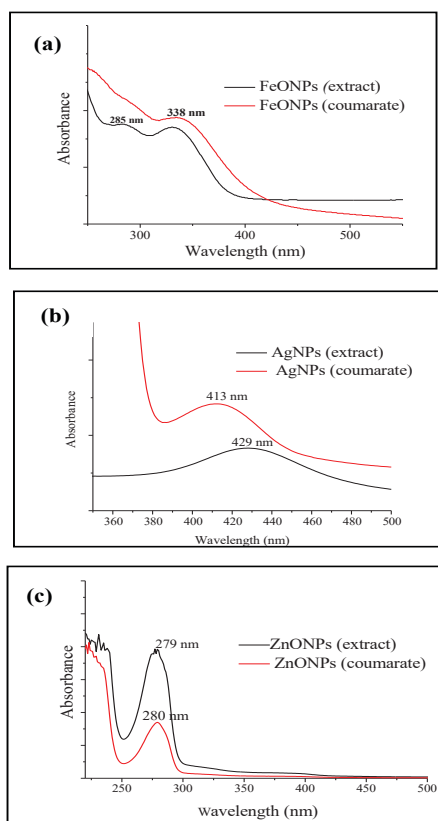 (a)
FeONPs (extract)
FeONPs (coumarate)
285 nm
338 nm
Absorbance
300
400
500
Wavelength (nm)
(b)
AgNPs (extract)
AgNPs (coumarate)
413 nm
429 nm
Absorbance
360
380
400
420
440
460
480
500
Wavelength (nm)
(c)
ZnONPs (extract)
ZnONPs (coumarate)
279 nm
280 nm
Absorbance
250
300
350
400
450
500
Wavelength (nm)